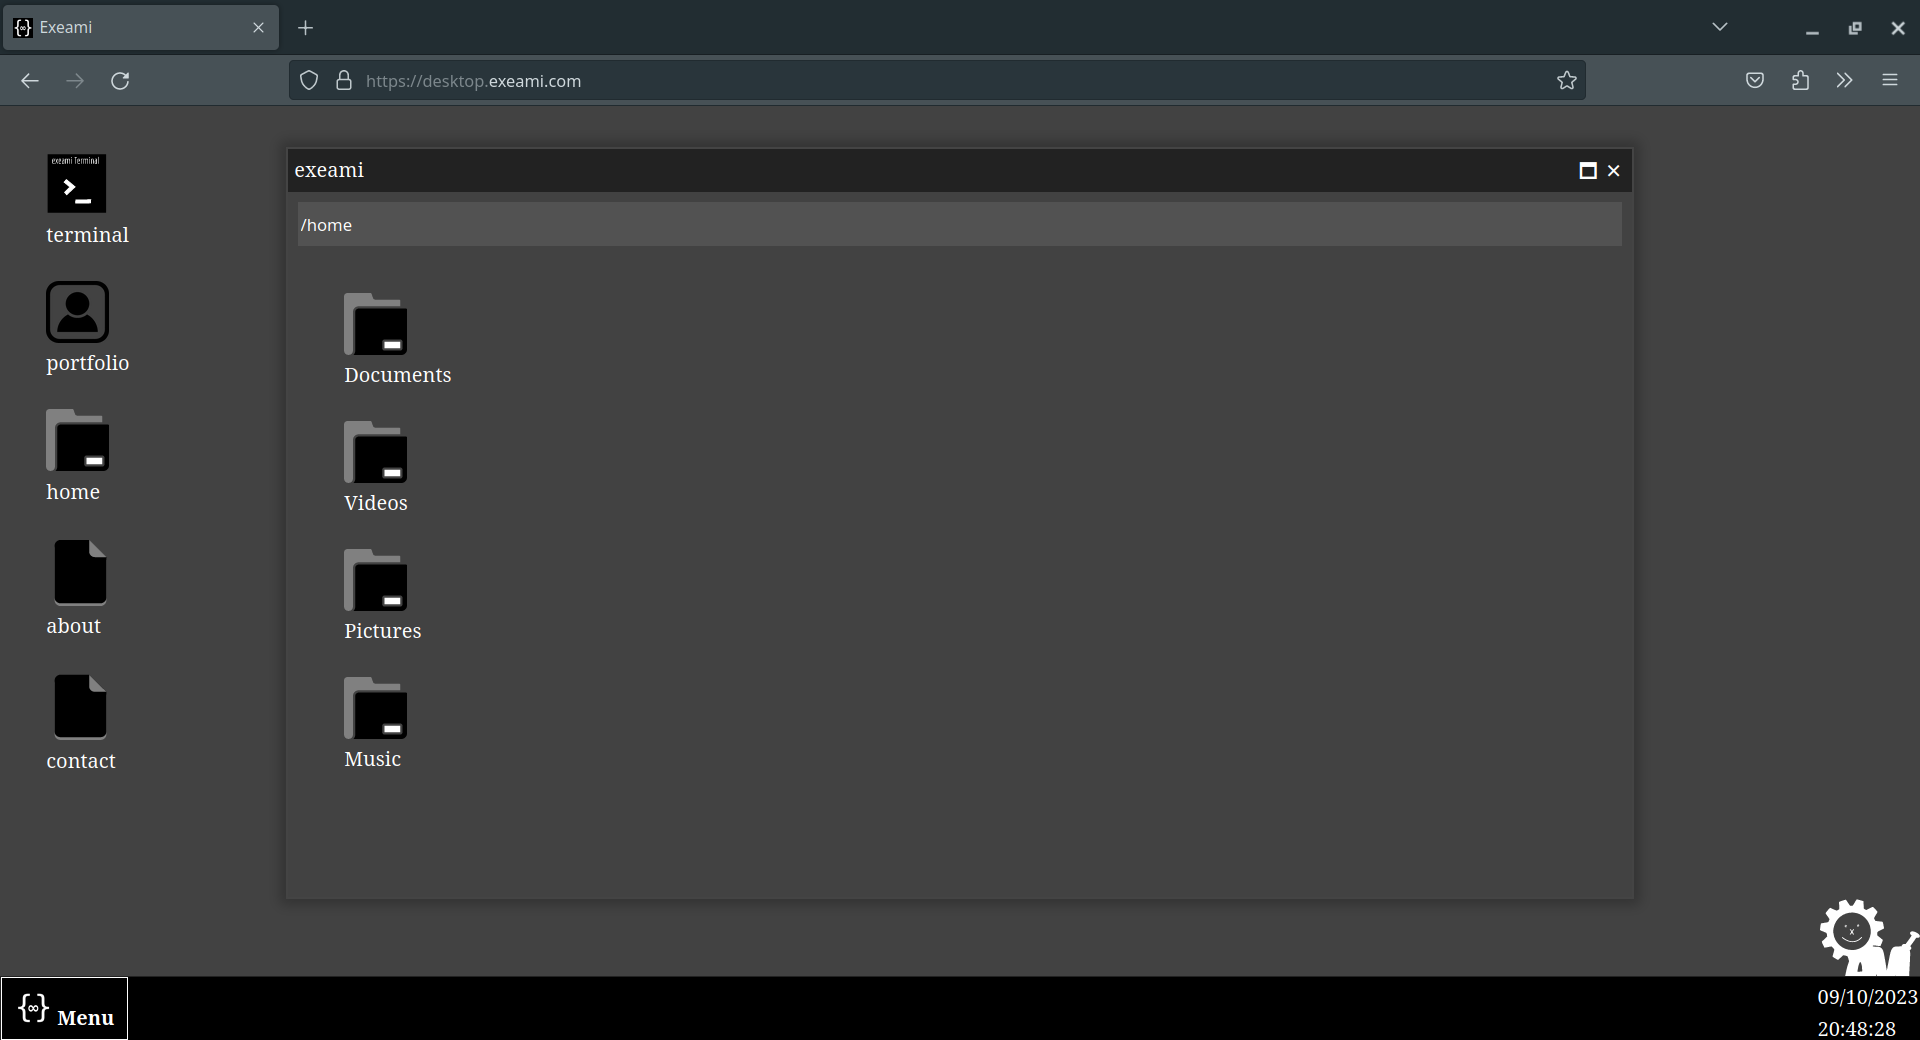 Exeami
https://desktop.exeami.com
exeami Terminal
terminal
portfolio
home
about
contact
exeami
/home
Documents
Videos
Pictures
Music
Menu
09/10/2023
20:48:28